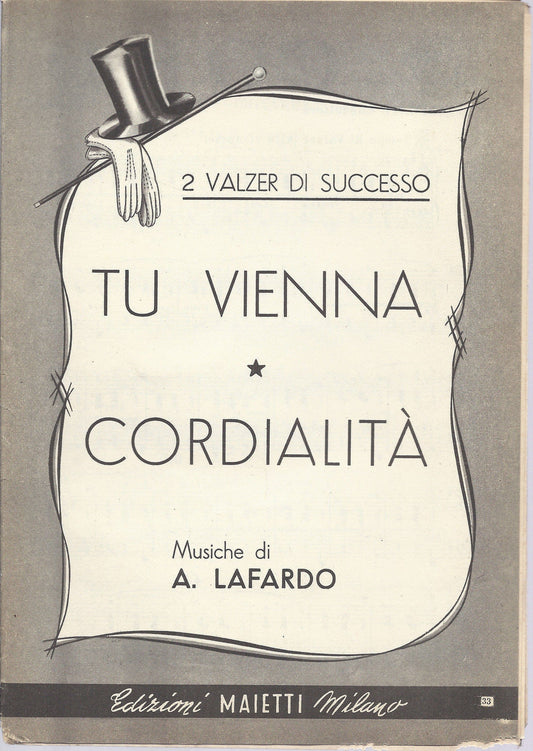 2 VALZER DI SUCCESSO
TU VIENNA
★
CORDIALITÀ
Musiche di
A. LAFARDO
Edizioni MAIETTI Milano
33